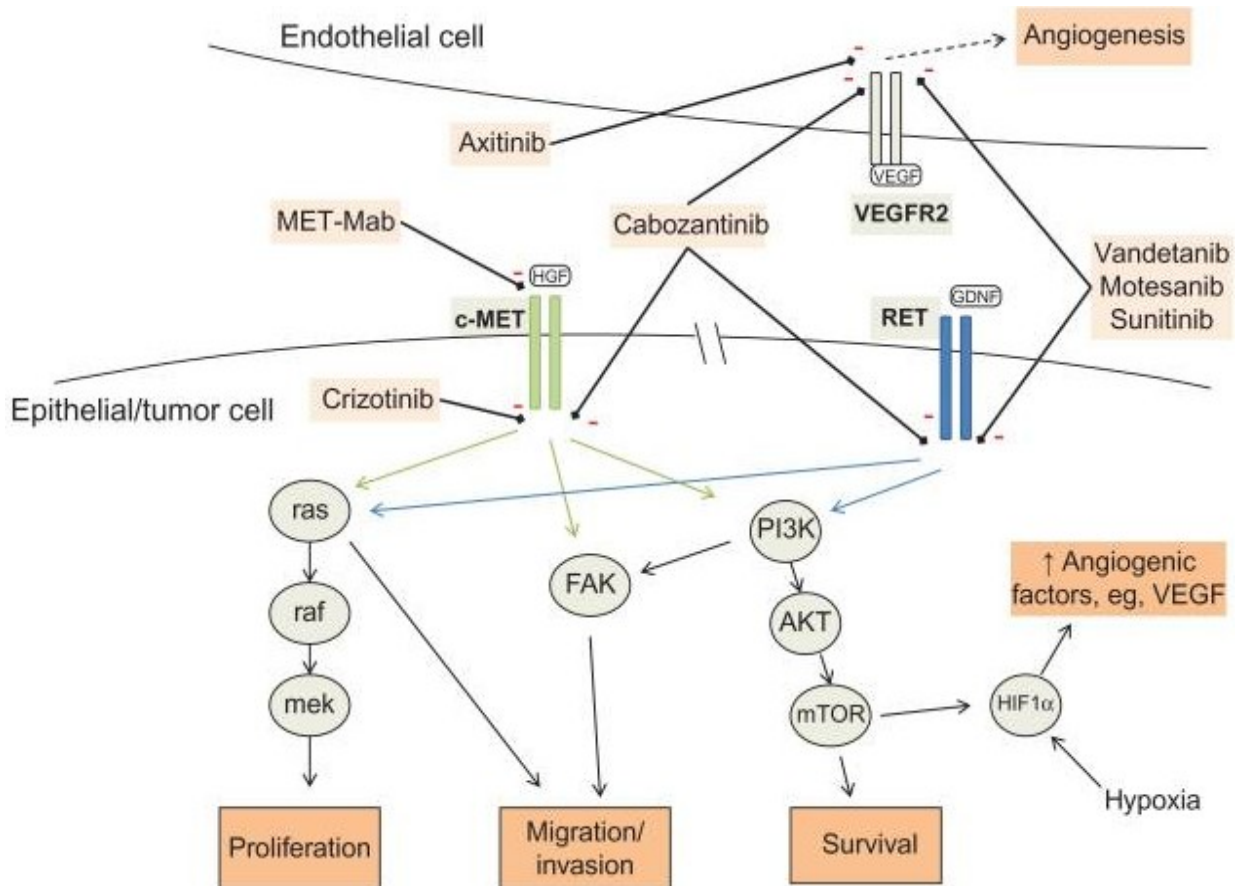 Endothelial cell
Angiogenesis
Axitinib
VEGF
VEGFR2
MET-Mab
Cabozantinib
Vandetanib
Motesanib
Sunitinib
HGF
c-MET
GDNF
RET
Crizotinib
Epithelial/tumor cell
ras
PI3K
FAK
raf
AKT
↑ Angiogenic
factors, eg, VEGF
mek
mTOR
HIF1α
Hypoxia
Proliferation
Migration/
invasion
Survival